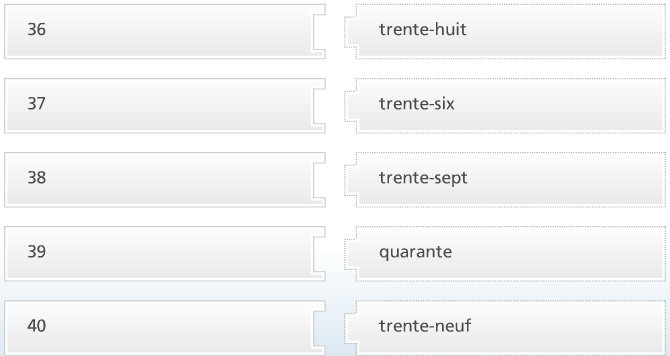 36 trente-huit
37 trente-six
38 trente-sept
39 quarante
40 trente-neuf